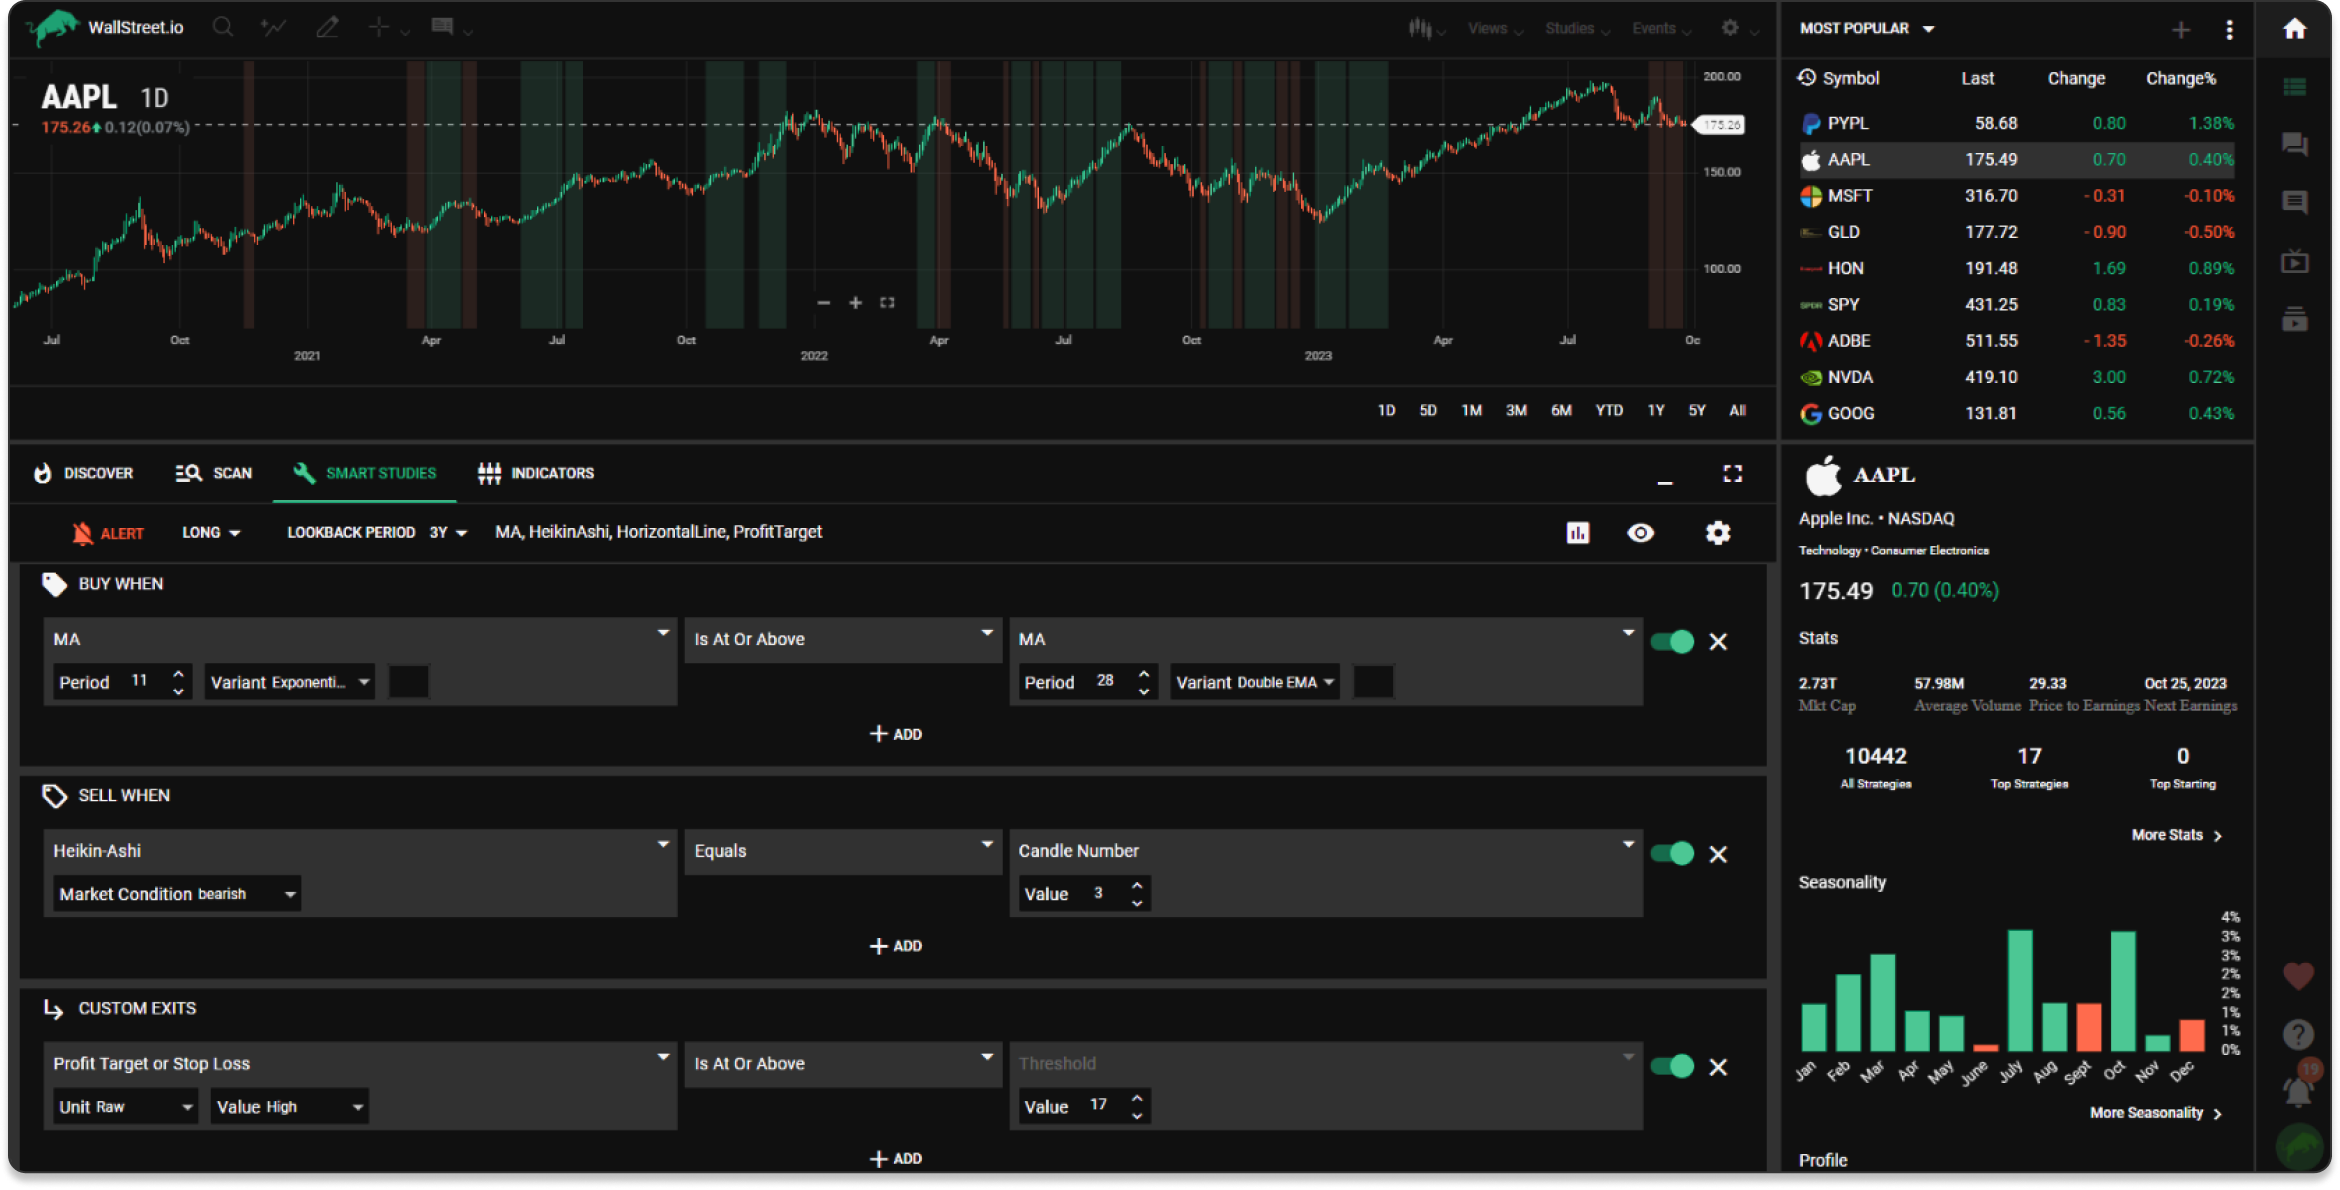 WallStreet.io
Views
Studies
Events
AAPL 1D
175.26 0.12(0.07%)
200.00
175.26
150.00
100.00
Jul Oct Apr Jul Oct Apr Jul Oct Apr Jul Oc
2021 2022 2023
1D 5D 1M 3M 6M YTD 1Y 5Y All
MOST POPULAR
Symbol Last Change Change%
PYPL 58.68 0.80 1.38%
AAPL 175.49 0.70 0.40%
MSFT 316.70 -0.31 -0.10%
GLD 177.72 -0.90 -0.50%
HON 191.48 1.69 0.89%
SPDR SPY 431.25 0.83 0.19%
ADBE 511.55 -1.35 -0.26%
NVDA 419.10 3.00 0.72%
GOOG 131.81 0.56 0.43%
DISCOVER SCAN SMART STUDIES INDICATORS
ALERT LONG LOOKBACK PERIOD 3Y MA, HeikinAshi, HorizontalLine, ProfitTarget
BUY WHEN
MA Is At Or Above MA
Period 11 Variant Exponenti... Period 28 Variant Double EMA
ADD
SELL WHEN
Heikin-Ashi Equals Candle Number
Market Condition bearish Value 3
ADD
CUSTOM EXITS
Profit Target or Stop Loss Is At Or Above Threshold
Unit Raw Value High Value 17
ADD
AAPL
Apple Inc. • NASDAQ
Technology • Consumer Electronics
175.49 0.70 (0.40%)
Stats
2.73T 57.98M 29.33 Oct 25, 2023
Mkt Cap Average Volume Price to Earnings Next Earnings
10442 17 0
All Strategies Top Strategies Top Starting
More Stats
Seasonality
4%
3%
3%
2%
2%
1%
1%
0%
Jan Feb Mar Apr May June July Aug Sept Oct Nov Dec
More Seasonality
Profile
19